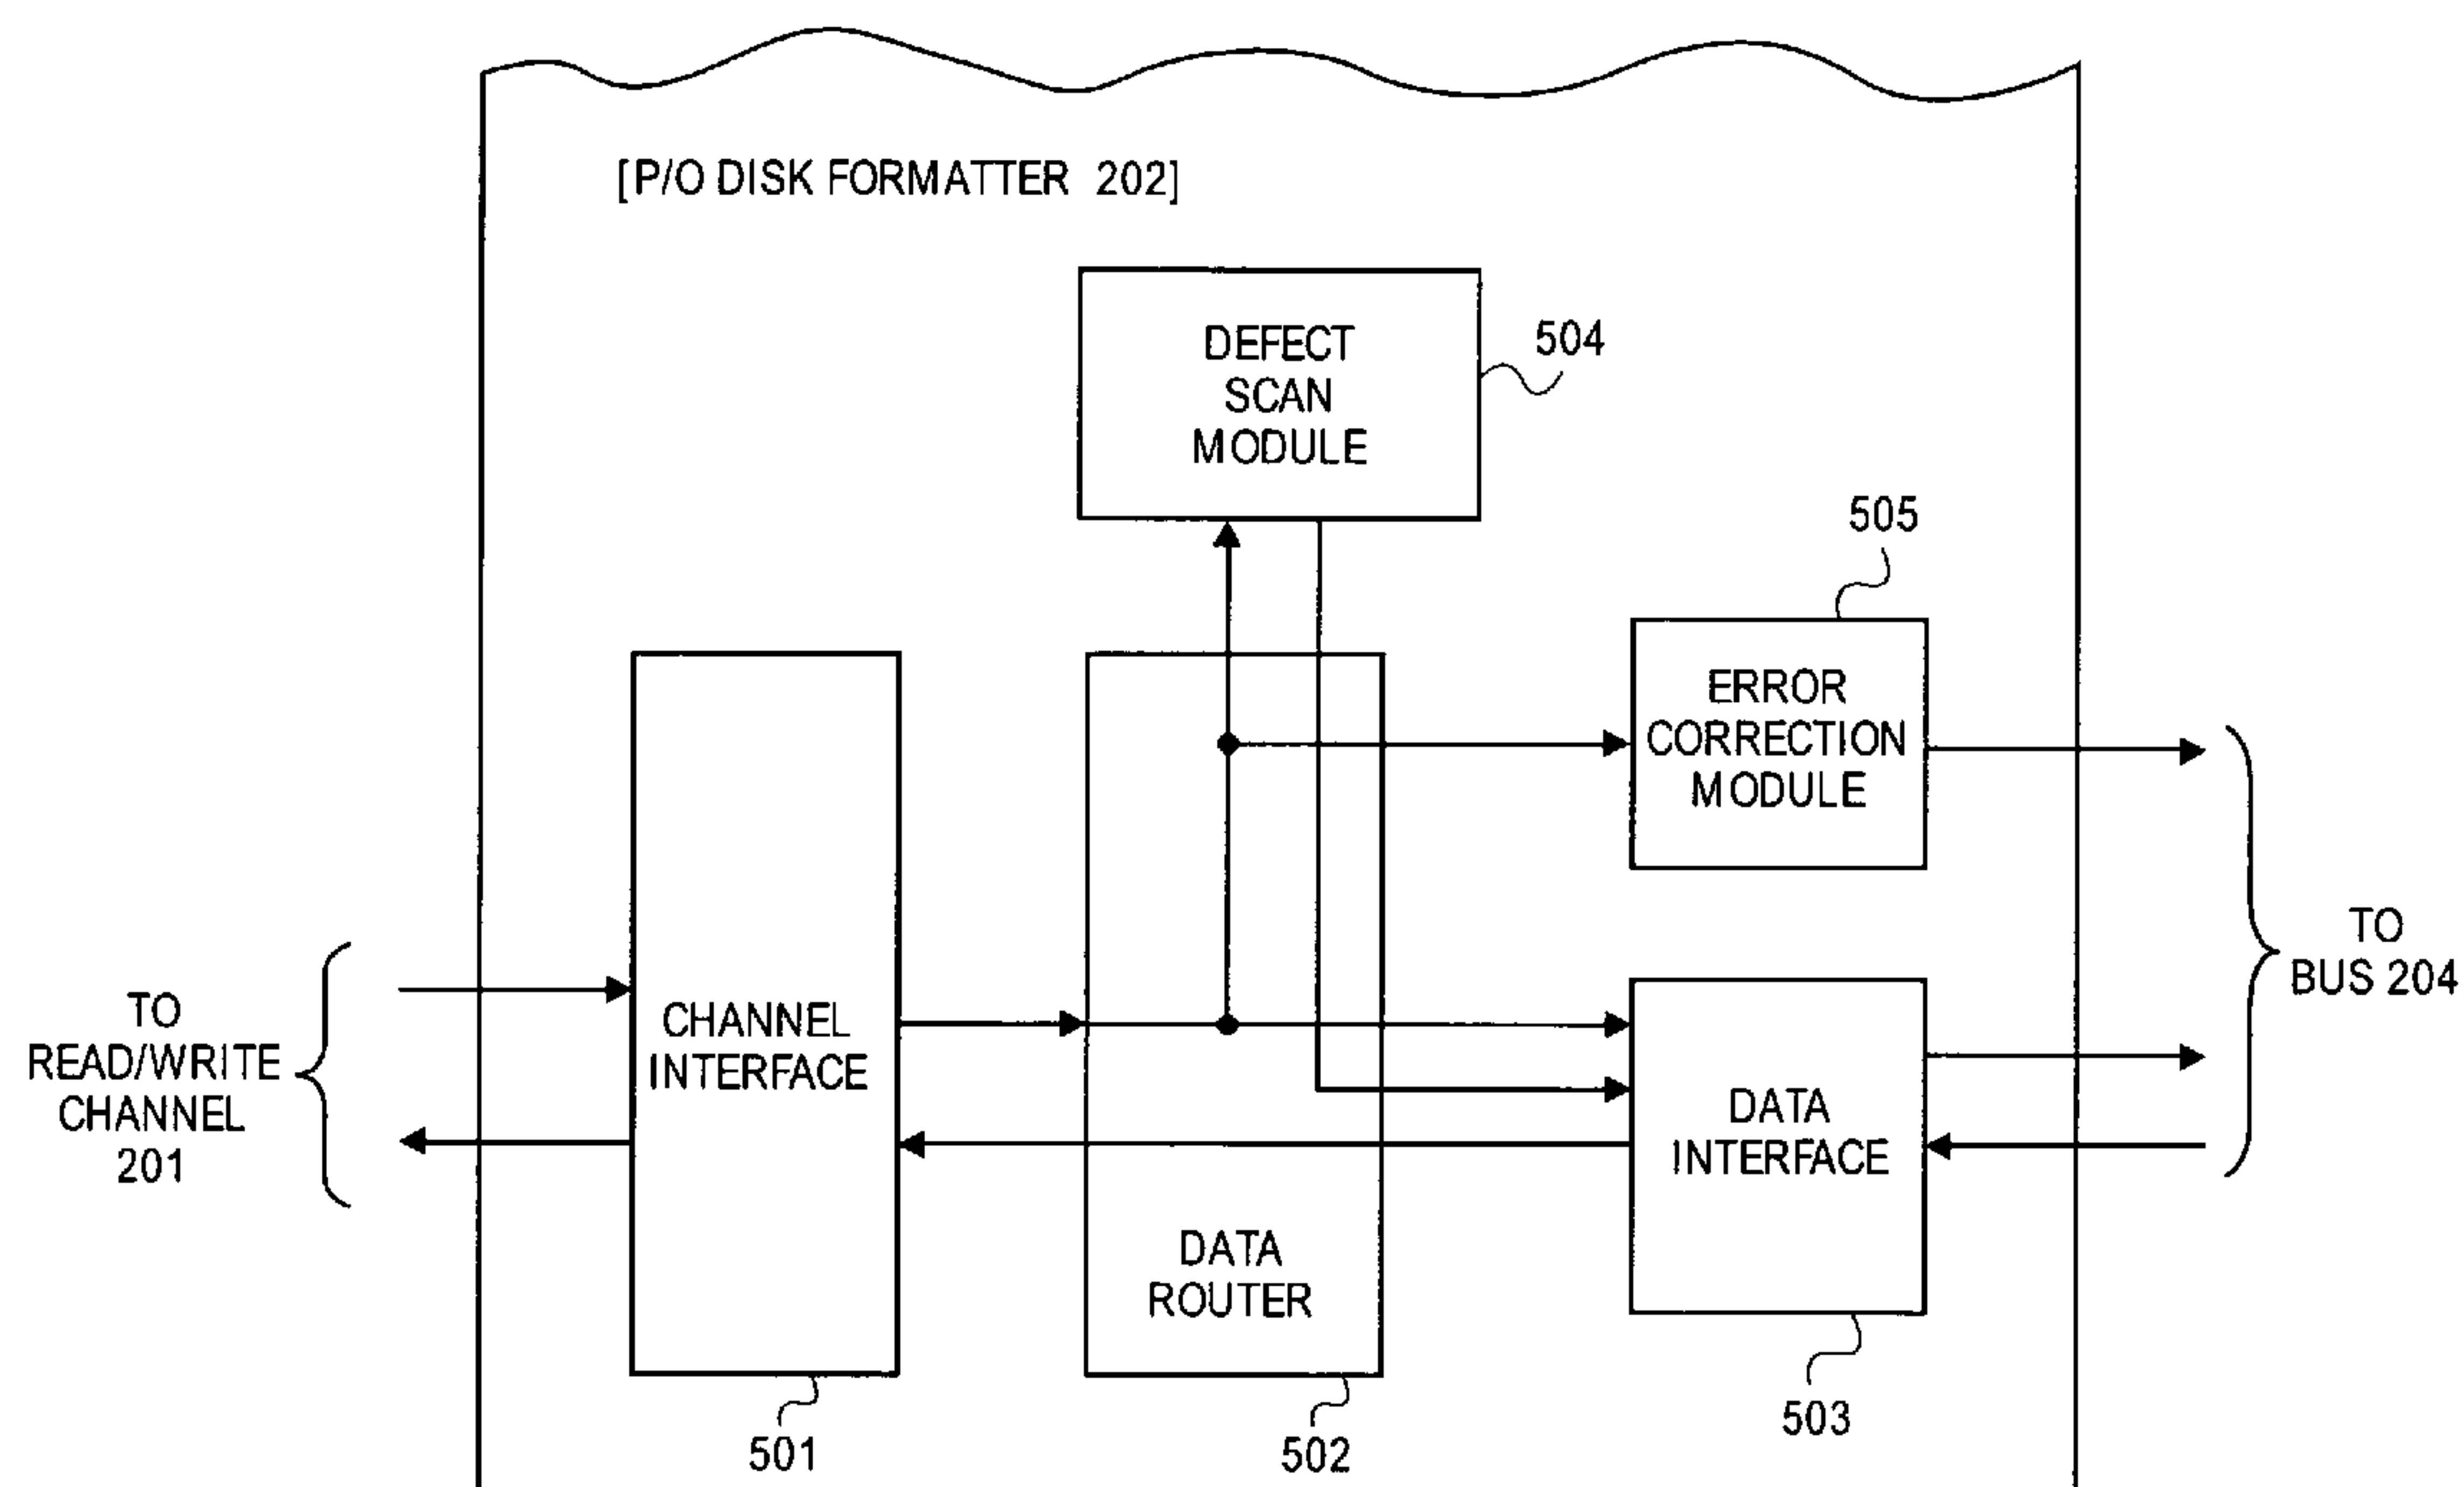 [P/O DISK FORMATTER 202]
DEFECT
SCAN
MODULE
504
505
ERROR
CORRECTION
MODULE
TO
BUS 204
TO
READ/WRITE
CHANNEL
201
CHANNEL
INTERFACE
DATA
INTERFACE
DATA
ROUTER
501
502
503